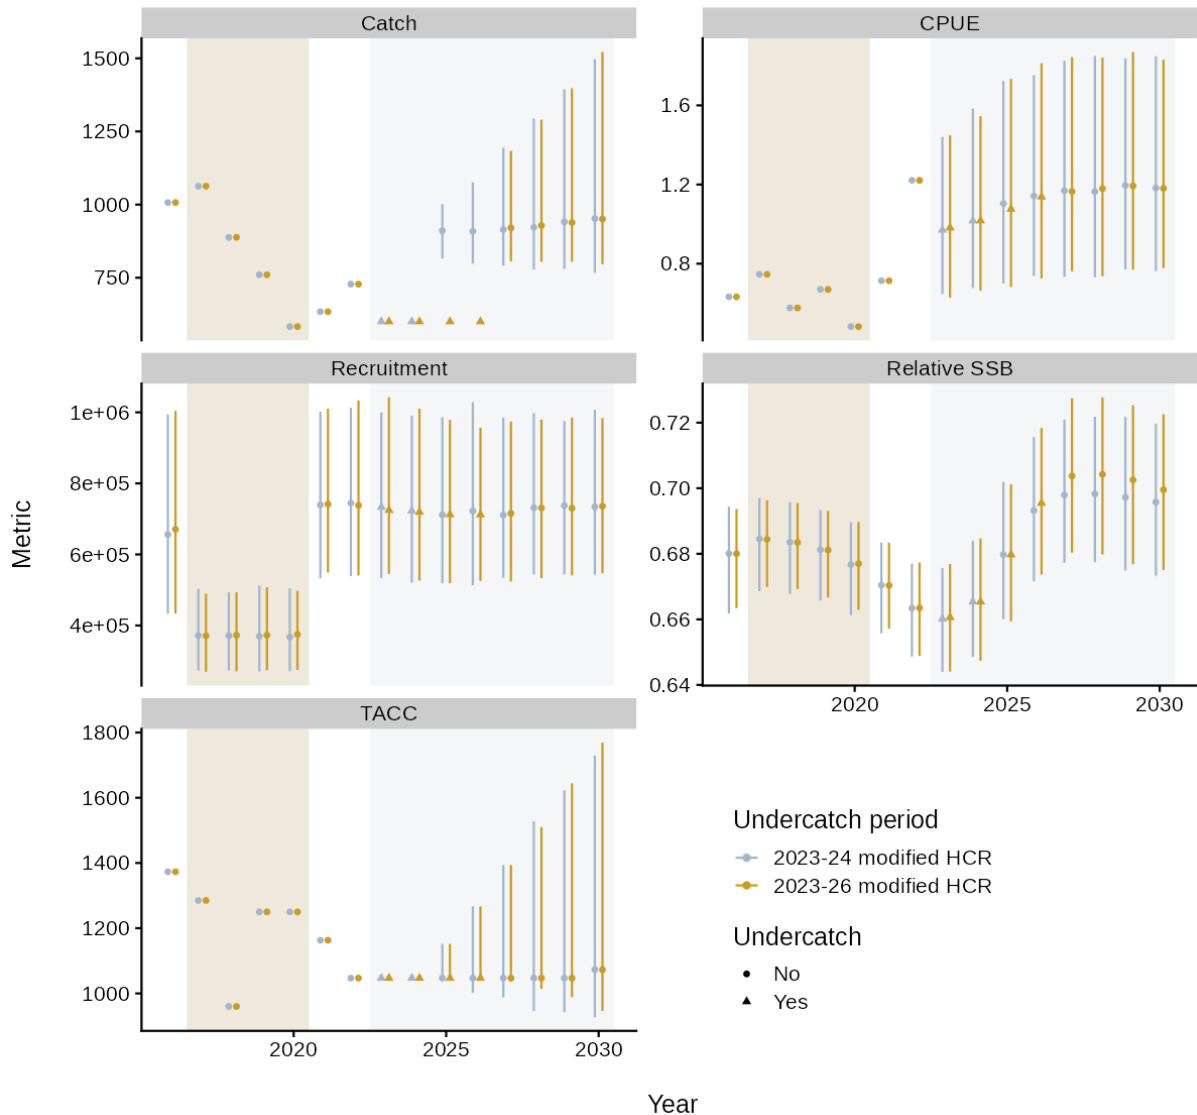 Catch
CPUE
1500
1250
1000
750
1.6
1.2
0.8
Recruitment
Relative SSB
1e+06
8e+05
6e+05
4e+05
0.72
0.70
0.68
0.66
0.64
2020
2025
2030
Metric
TACC
1800
1600
1400
1200
1000
2020
2025
2030
Undercatch period
2023-24 modified HCR
2023-26 modified HCR
Undercatch
No
Yes
Year